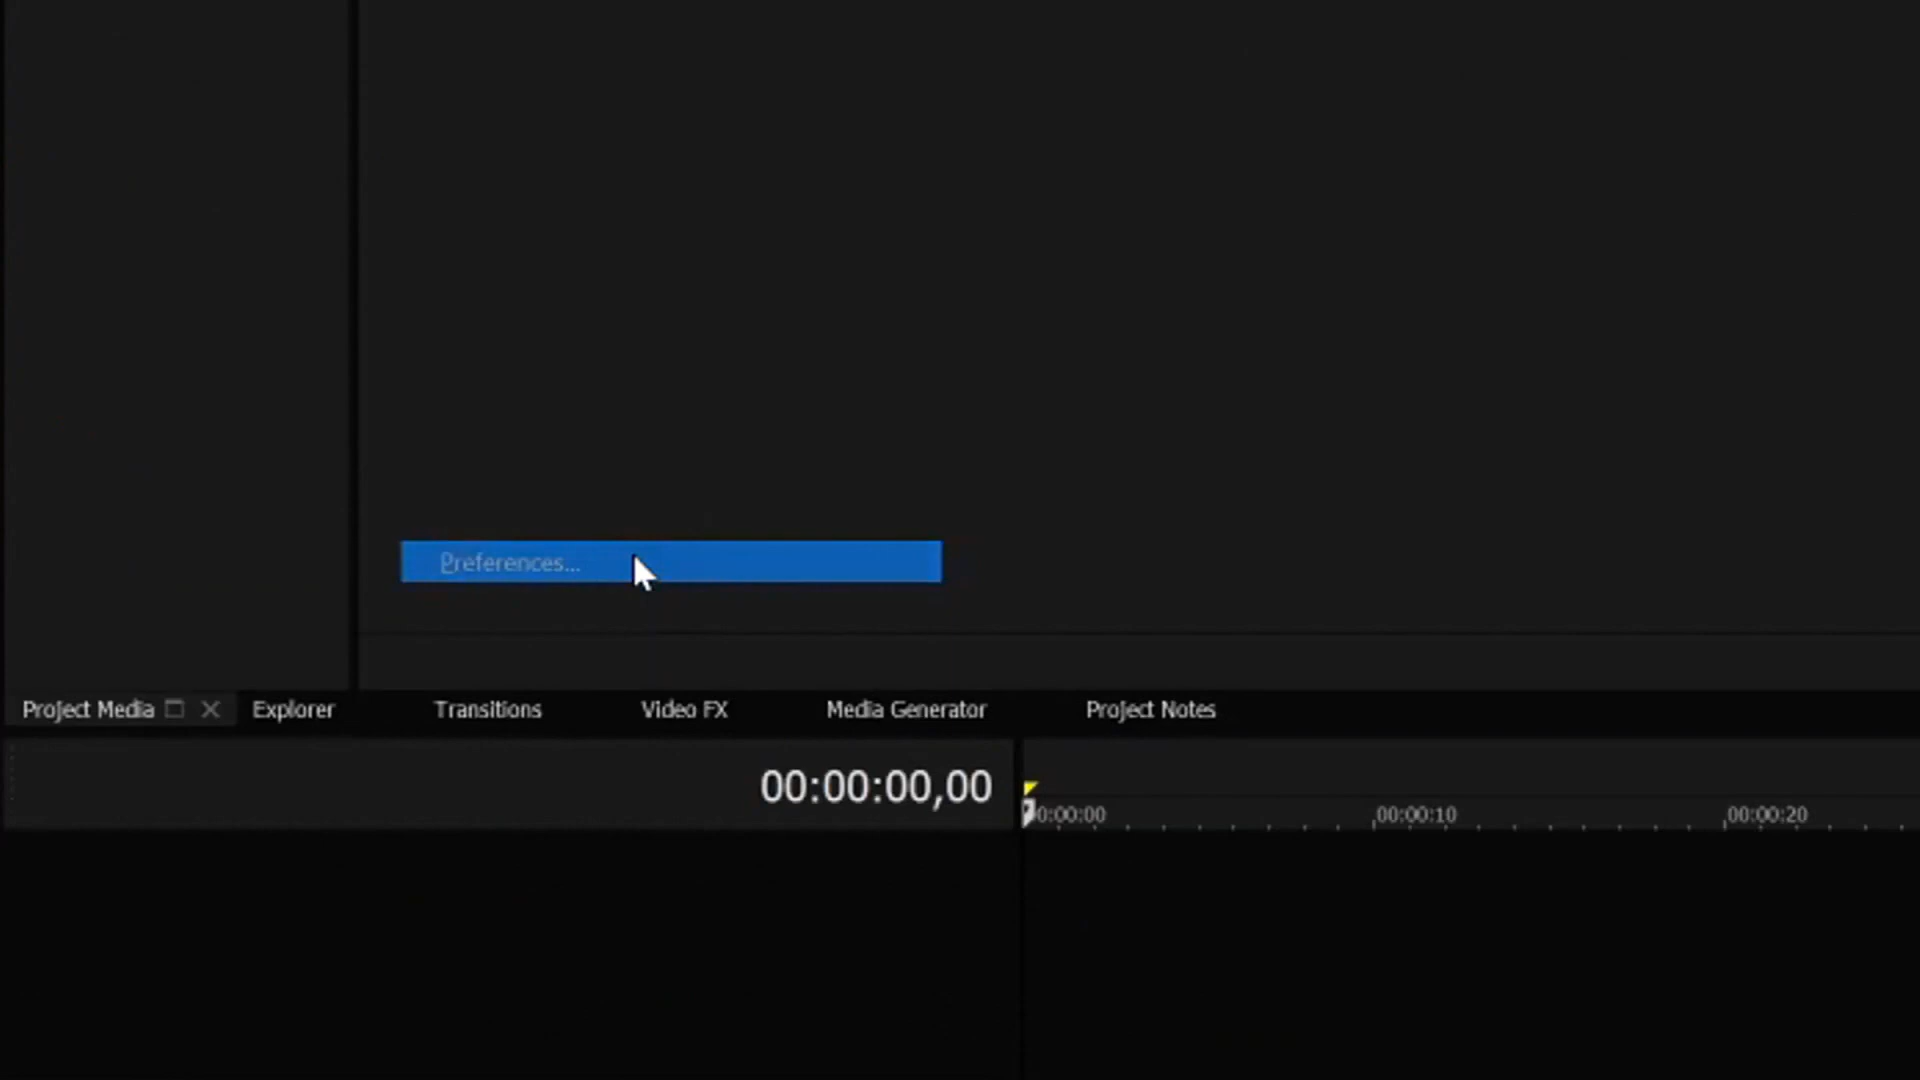 Preferences...
Project Media Explorer Transitions Video FX Media Generator Project Notes
00:00:00,00
0:00:00 00:00:10 00:00:20